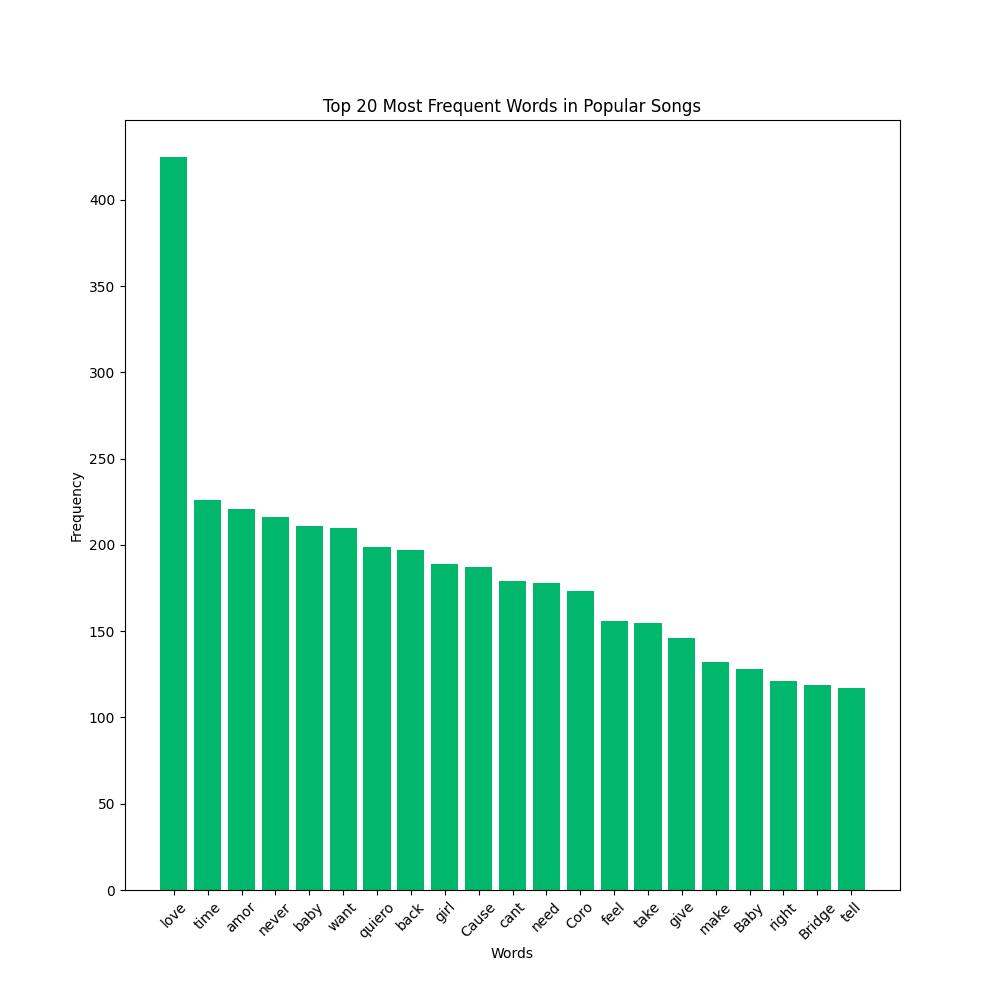 Top 20 Most Frequent Words in Popular Songs
400
350
300
250
200
150
100
50
0
Frequency
love time amor never baby want quiero back girl Cause cant need Coro feel take give make Baby right Bridge tell
Words